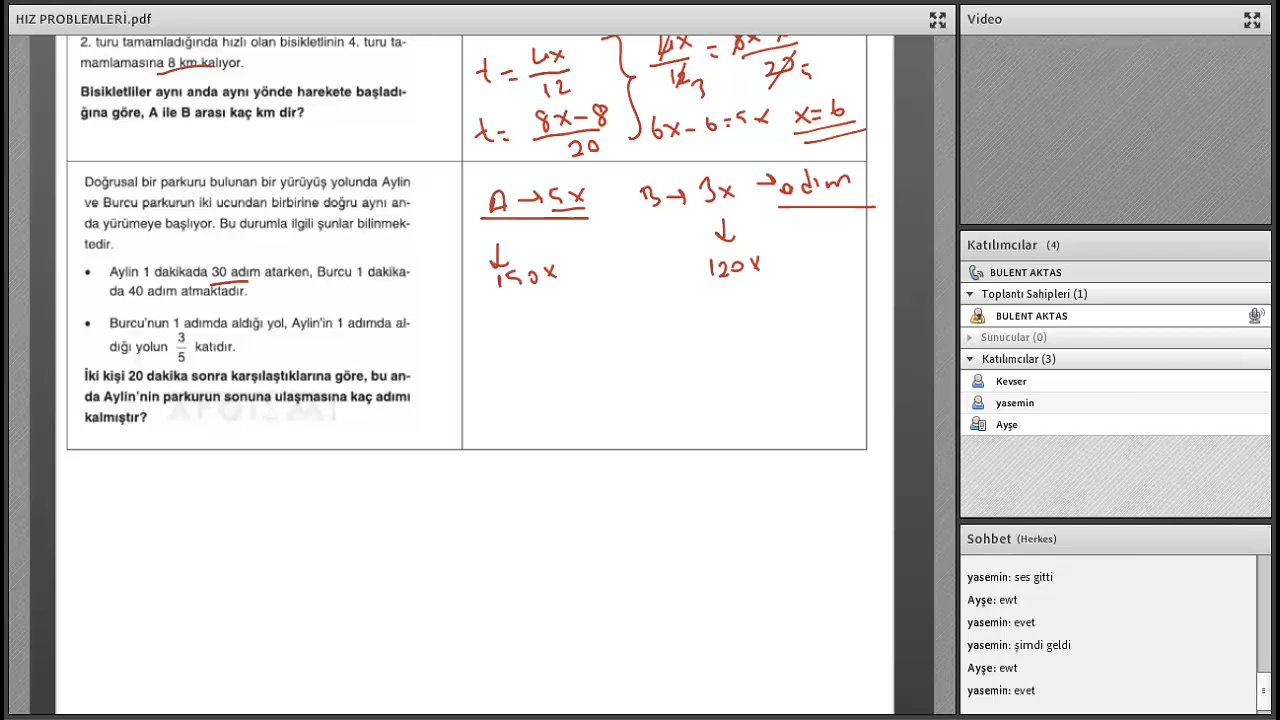 HIZ PROBLEMLERİ.pdf
2. turu tamamladığında hızlı olan bisikletlinin 4. turu ta-
mamlamasına 8 km kalıyor.
Bisikletliler aynı anda aynı yönde harekete başladı-
ğına göre, A ile B arası kaç km dir?
t = 4x/12
t = 8x-8/20
6x-6=5x x=6
Doğrusal bir parkuru bulunan bir yürüyüş yolunda Aylin
ve Burcu parkurun iki ucundan birbirine doğru aynı an-
da yürümeye başlıyor. Bu durumla ilgili şunlar bilinmek-
tedir.
• Aylin 1 dakikada 30 adım atarken, Burcu 1 dakika-
da 40 adım atmaktadır.
• Burcu'nun 1 adımda aldığı yol, Aylin'in 1 adımda al-
dığı yolun 3/5 katıdır.
İki kişi 20 dakika sonra karşılaştıklarına göre, bu an-
da Aylin'nin parkurun sonuna ulaşmasına kaç adımı
kalmıştır?
A → 5x B → 3x → adım
↓ ↓
150x 120x
Video
Katılımcılar (4)
BULENT AKTAS
Toplantı Sahipleri (1)
BULENT AKTAS
Sunucular (0)
Katılımcılar (3)
Kevser
yasemin
Ayşe
Sohbet (Herkes)
yasemin: ses gitti
Ayşe: ewt
yasemin: evet
yasemin: şimdi geldi
Ayşe: ewt
yasemin: evet